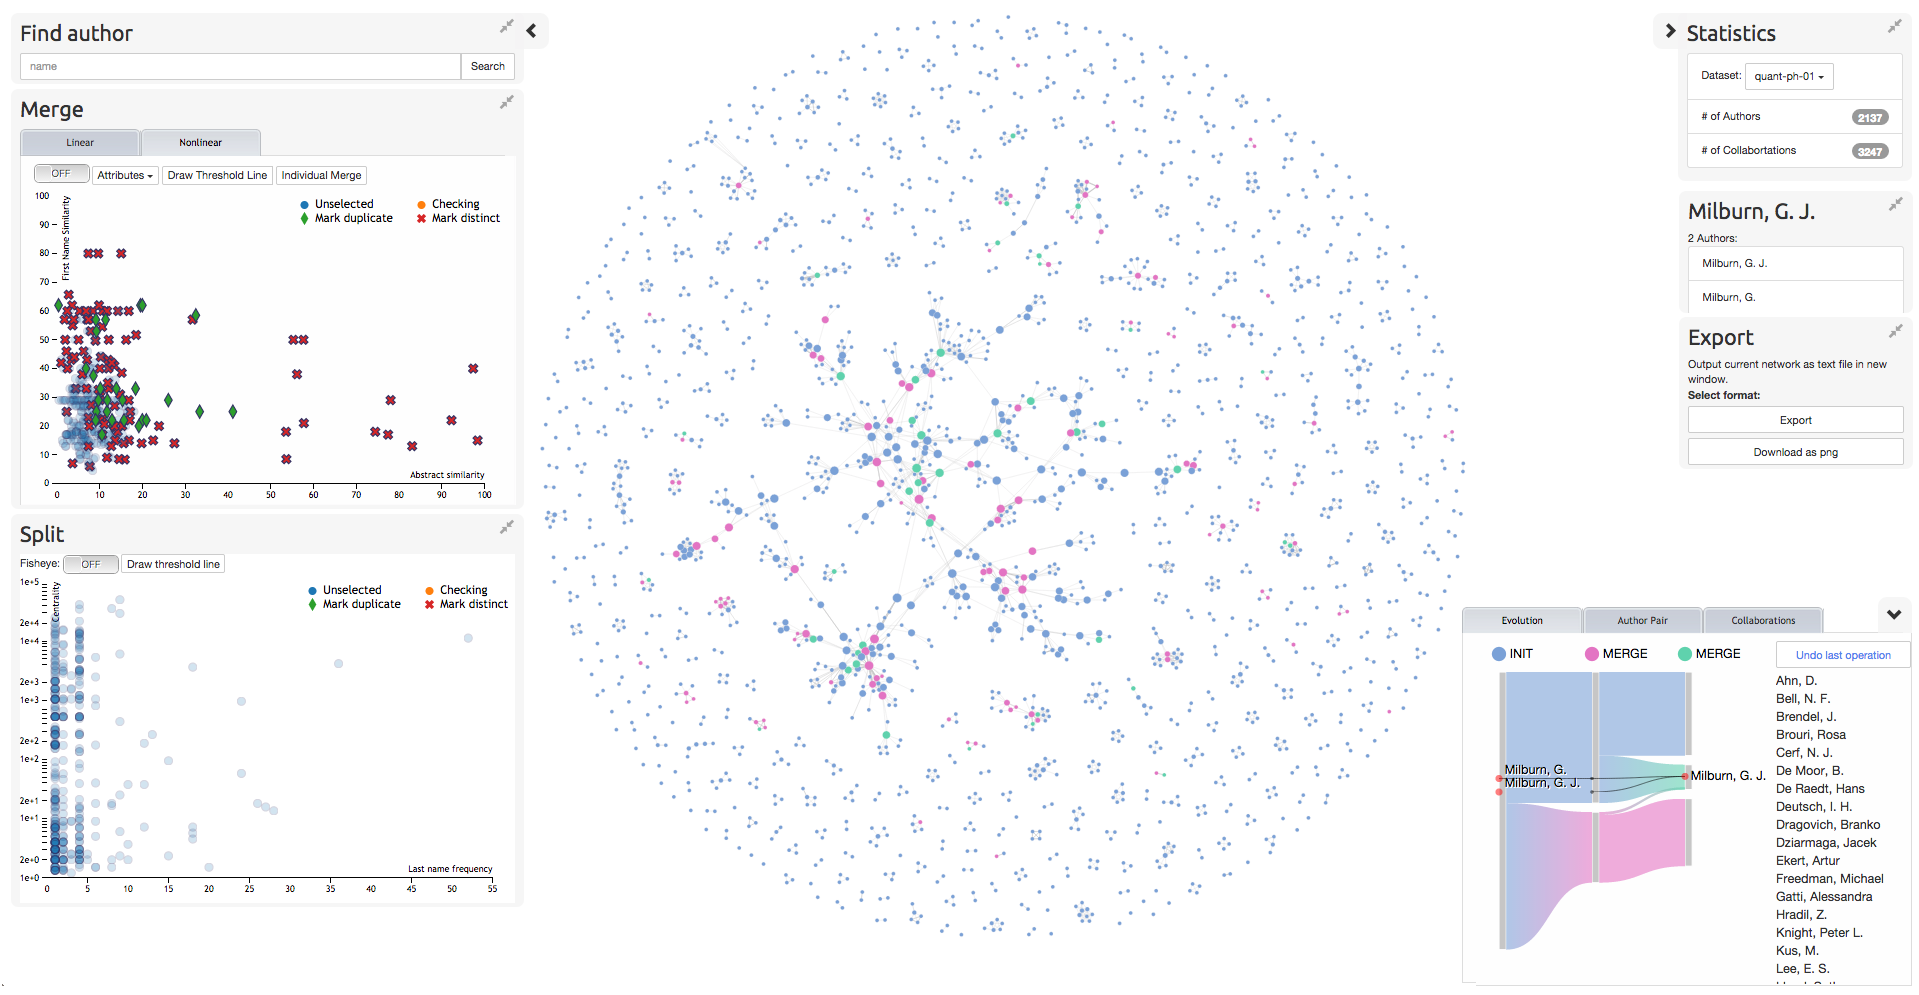 Find author
name
Search
Merge
Linear
Nonlinear
OFF
Attributes
Draw Threshold Line
Individual Merge
Unselected
Checking
Mark duplicate
Mark distinct
First Name Similarity
100
90
80
70
60
50
40
30
20
10
0
Abstract similarity
0 10 20 30 40 50 60 70 80 90 100
Split
Fisheye:
OFF
Draw threshold line
Unselected
Checking
Mark duplicate
Mark distinct
Centrality
1e+5
2e+4
1e+4
2e+3
1e+3
2e+2
1e+2
2e+1
1e+1
2e+0
1e+0
Last name frequency
0 5 10 15 20 25 30 35 40 45 50 55
Statistics
Dataset: quant-ph-01
# of Authors 2137
# of Collabortations 3247
Milburn, G. J.
2 Authors:
Milburn, G. J.
Milburn, G.
Export
Output current network as text file in new
window.
Select format:
Export
Download as png
Evolution
Author Pair
Collaborations
INIT
MERGE
MERGE
Undo last operation
Milburn, G.
Milburn, G. J.
Milburn, G. J.
Ahn, D.
Bell, N. F.
Brendel, J.
Brouri, Rosa
Cerf, N. J.
De Moor, B.
De Raedt, Hans
Deutsch, I. H.
Dragovich, Branko
Dziarmaga, Jacek
Ekert, Artur
Freedman, Michael
Gatti, Alessandra
Hradil, Z.
Knight, Peter L.
Kus, M.
Lee, E. S.